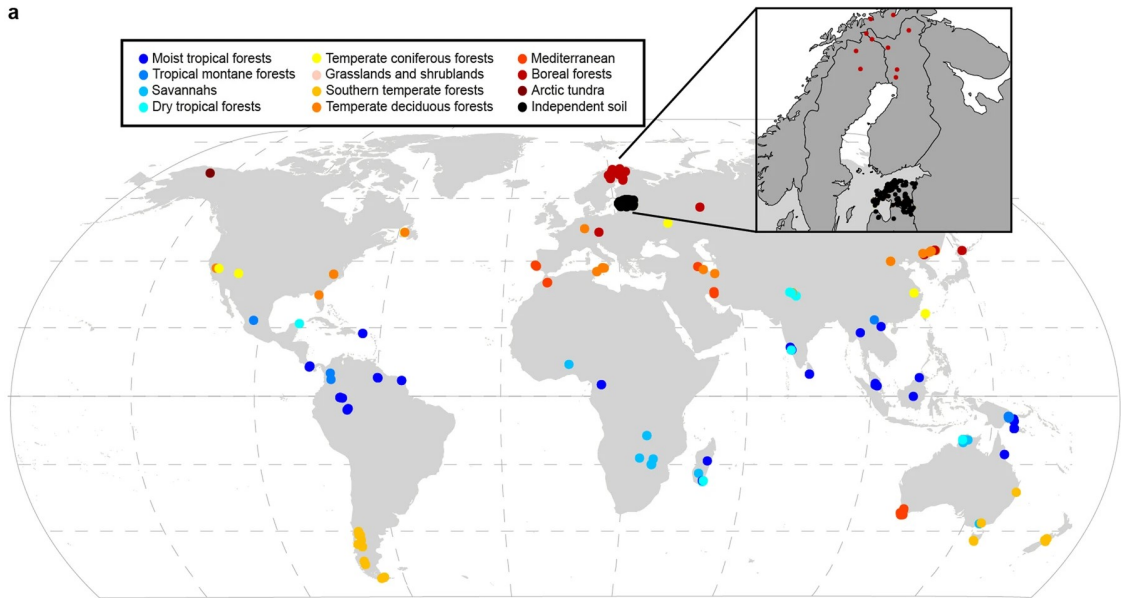 a
Moist tropical forests
Tropical montane forests
Savannahs
Dry tropical forests
Temperate coniferous forests
Grasslands and shrublands
Southern temperate forests
Temperate deciduous forests
Mediterranean
Boreal forests
Arctic tundra
Independent soil